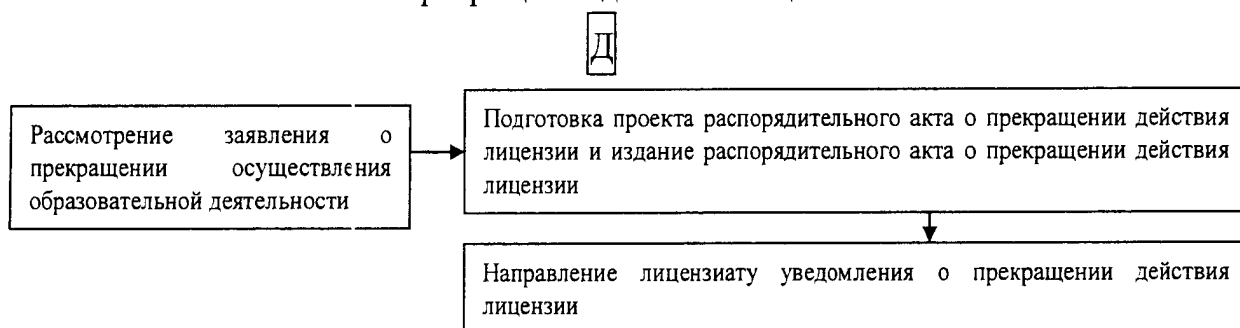 Д
Рассмотрение заявления о
прекращении осуществления
образовательной деятельности
Подготовка проекта распорядительного акта о прекращении действия
лицензии и издание распорядительного акта о прекращении действия
лицензии
Направление лицензиату уведомления о прекращении действия
лицензии